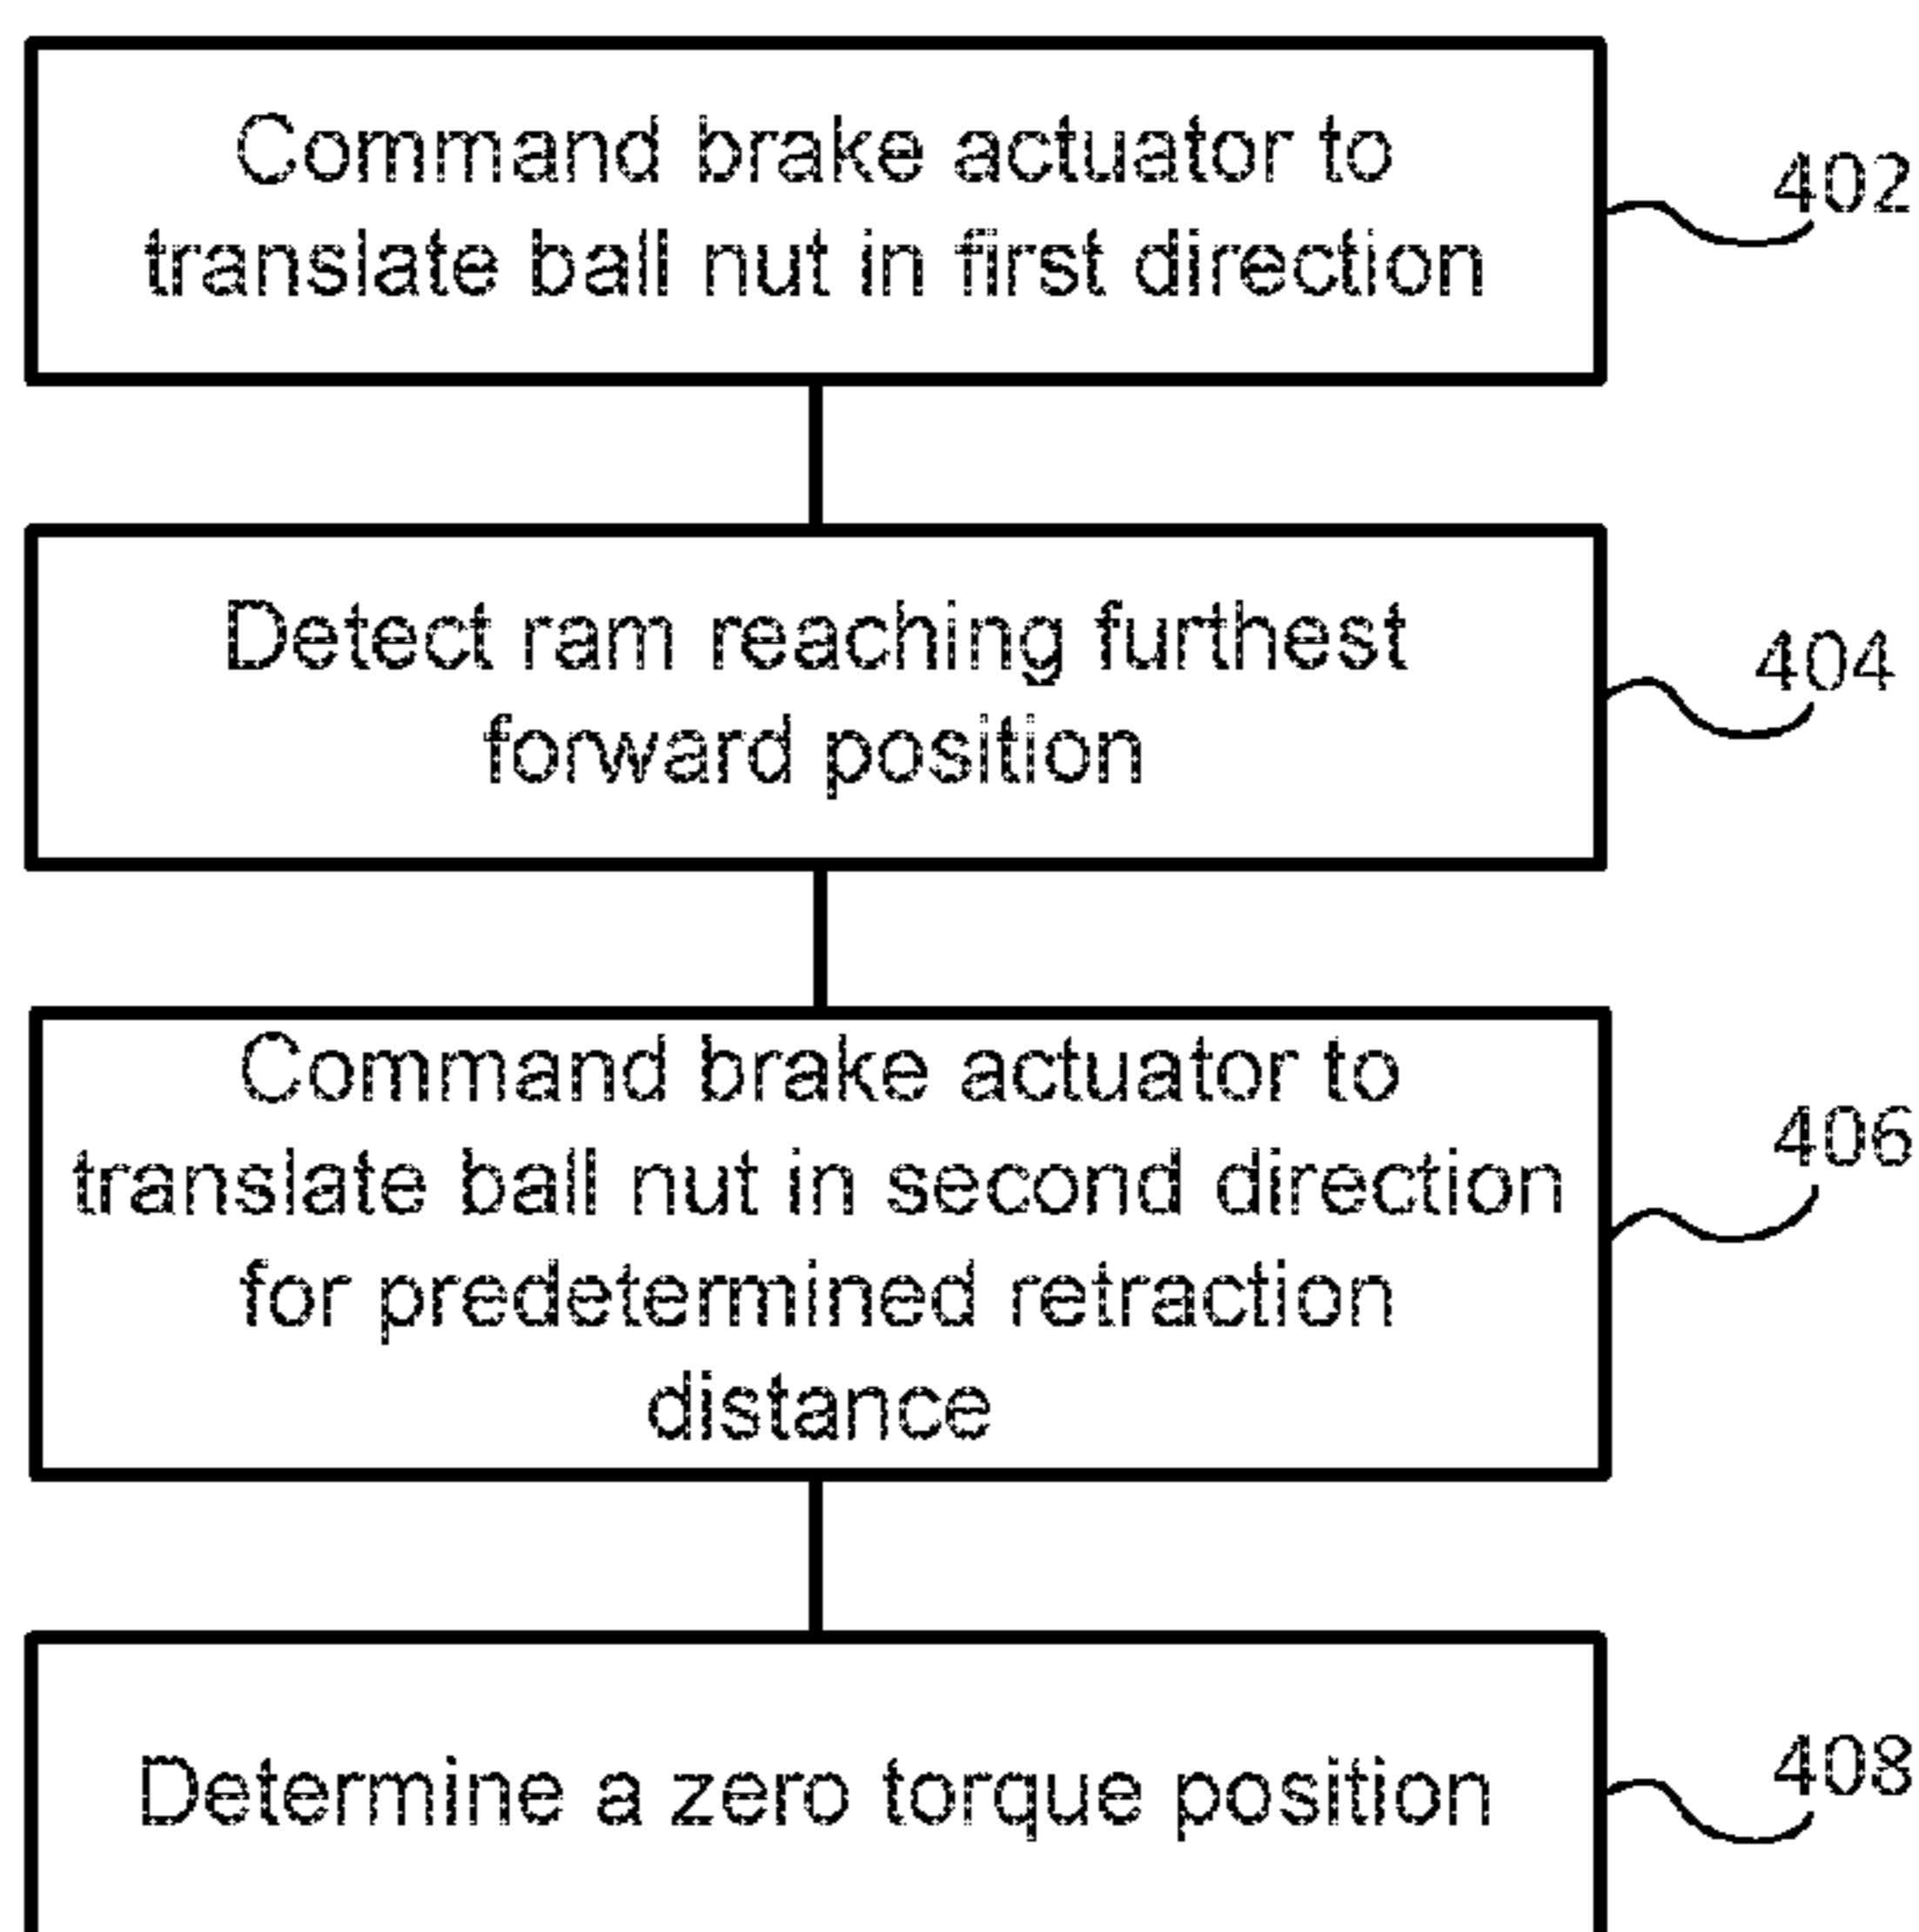 Command brake actuator to
translate ball nut in first direction
402
Detect ram reaching furthest
forward position
404
Command brake actuator to
translate ball nut in second direction
for predetermined retraction
distance
406
Determine a zero torque position
408